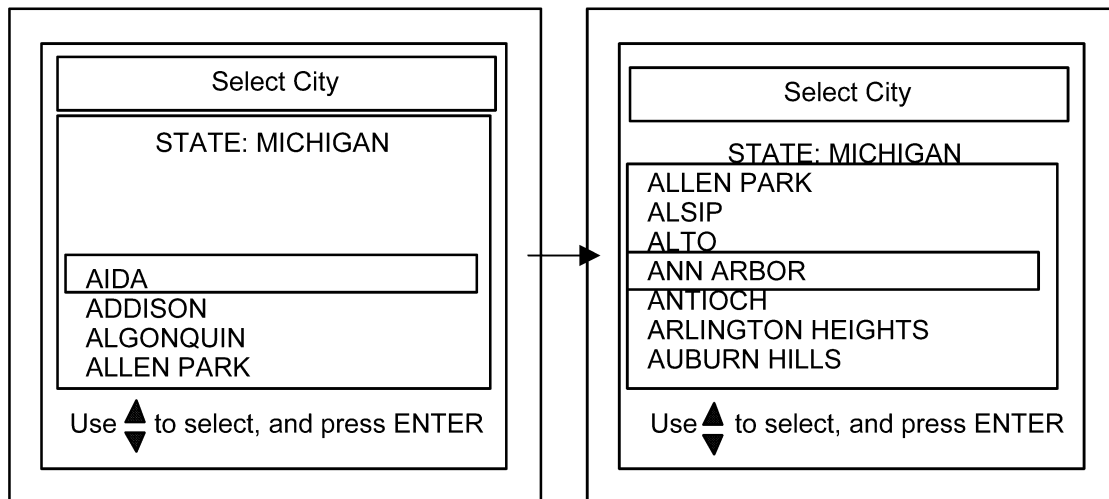 Select City
STATE: MICHIGAN
AIDA
ADDISON
ALGONQUIN
ALLEN PARK
Use to select, and press ENTER
Select City
STATE: MICHIGAN
ALLEN PARK
ALSIP
ALTO
ANN ARBOR
ANTIOCH
ARLINGTON HEIGHTS
AUBURN HILLS
Use to select, and press ENTER